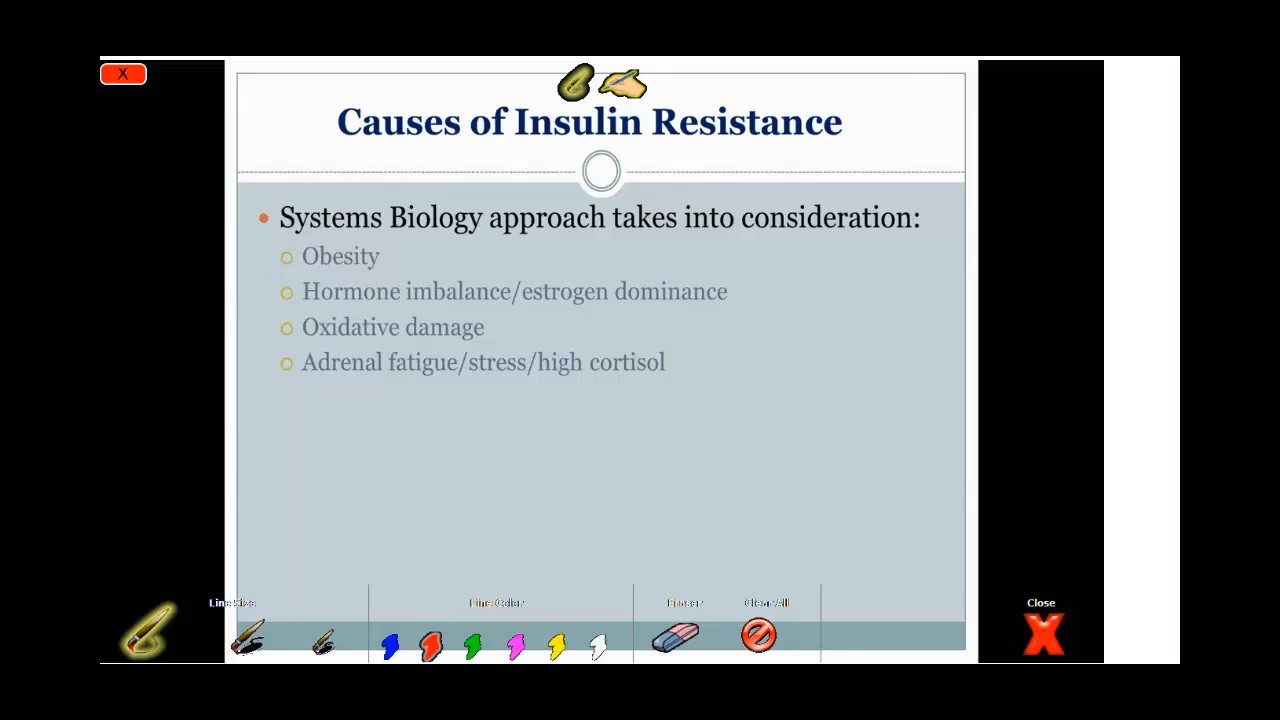 X
Causes of Insulin Resistance
Systems Biology approach takes into consideration:
Obesity
Hormone imbalance/estrogen dominance
Oxidative damage
Adrenal fatigue/stress/high cortisol
Line Size
Line Color
Eraser
Clear All
Close